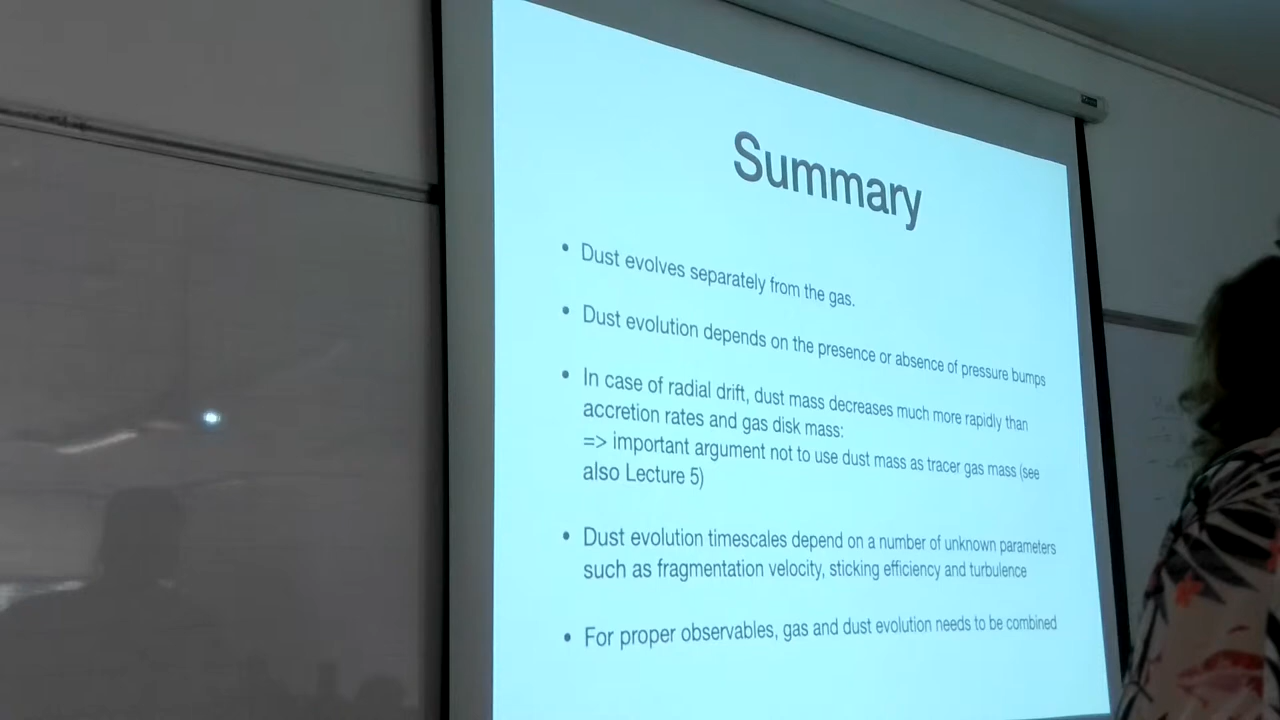 Summary
• Dust evolves separately from the gas.
• Dust evolution depends on the presence or absence of pressure bumps
• In case of radial drift, dust mass decreases much more rapidly than
accretion rates and gas disk mass:
=> important argument not to use dust mass as tracer gas mass (see
also Lecture 5)
• Dust evolution timescales depend on a number of unknown parameters
such as fragmentation velocity, sticking efficiency and turbulence
• For proper observables, gas and dust evolution needs to be combined